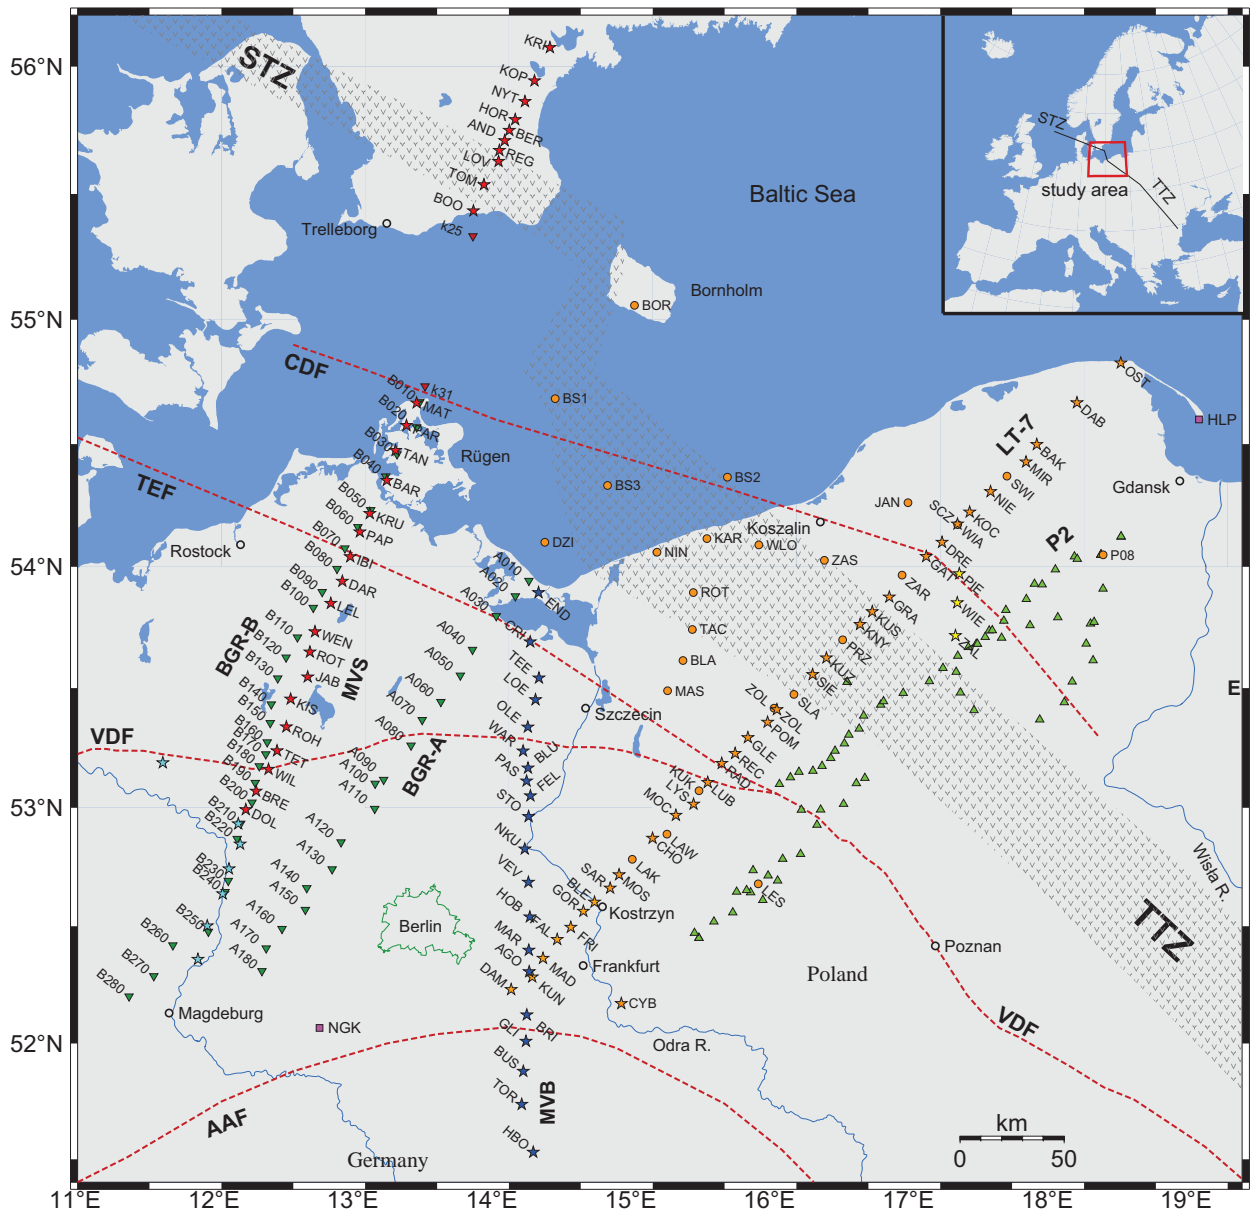 STZ
KRI
KOP
NYT
HOR
AND
BER
REG
LOV
TOM
BOO
k25
Trelleborg
Baltic Sea
STZ
study area
TTZ
Bornholm
BOR
56°N
55°N
54°N
53°N
52°N
CDF
TEF
k31
B010
MAT
B020
PAR
B030
TAN
B040
BAR
Rügen
B050
KRU
B060
PAP
B070
IBI
B080
DAR
B090
LEL
B100
WEN
B110
ROT
B120
JAB
B130
KIS
B140
ROH
B150
TET
B160
B170
WIL
B180
B190
BRE
B200
DOL
B210
B220
B230
B240
B250
B260
B270
B280
Rostock
BGR-B
MVS
BGR-A
VDF
BS1
BS2
BS3
DZI
NIN
KAR
WLO
Koszalin
ZAS
ROT
TAC
BLA
MAS
JAN
ZAR
GRA
KUS
KNY
PRZ
KUZ
SIE
SLA
ZOL
ZOL
POM
GLE
REC
RAD
LUB
KUK
LYS
MOC
CHO
LAW
LAK
MOS
SAR
BLE
GOR
Kostrzyn
FAL
FRI
MAD
KUN
DAM
CYB
LES
OST
DAB
HLP
LT-7
BAK
MIR
SWI
NIE
KOC
SCZ
WIA
DRE
GAT
PIE
WIE
ZAL
Gdansk
P2
P08
E
A010
A020
A030
A040
A050
A060
A070
A080
A090
A100
A110
A120
A130
A140
A150
A160
A170
A180
END
CRI
TEE
LOE
OLE
WAR
BLU
PAS
FEL
STO
NKU
VEV
HOB
MAR
AGO
BRI
GLI
BUS
TOR
HBO
MVB
Szczecin
Berlin
Frankfurt
Magdeburg
NGK
Odra R.
Poland
Poznan
Wisła R.
TTZ
VDF
AAF
Germany
km
0
50
11°E
12°E
13°E
14°E
15°E
16°E
17°E
18°E
19°E